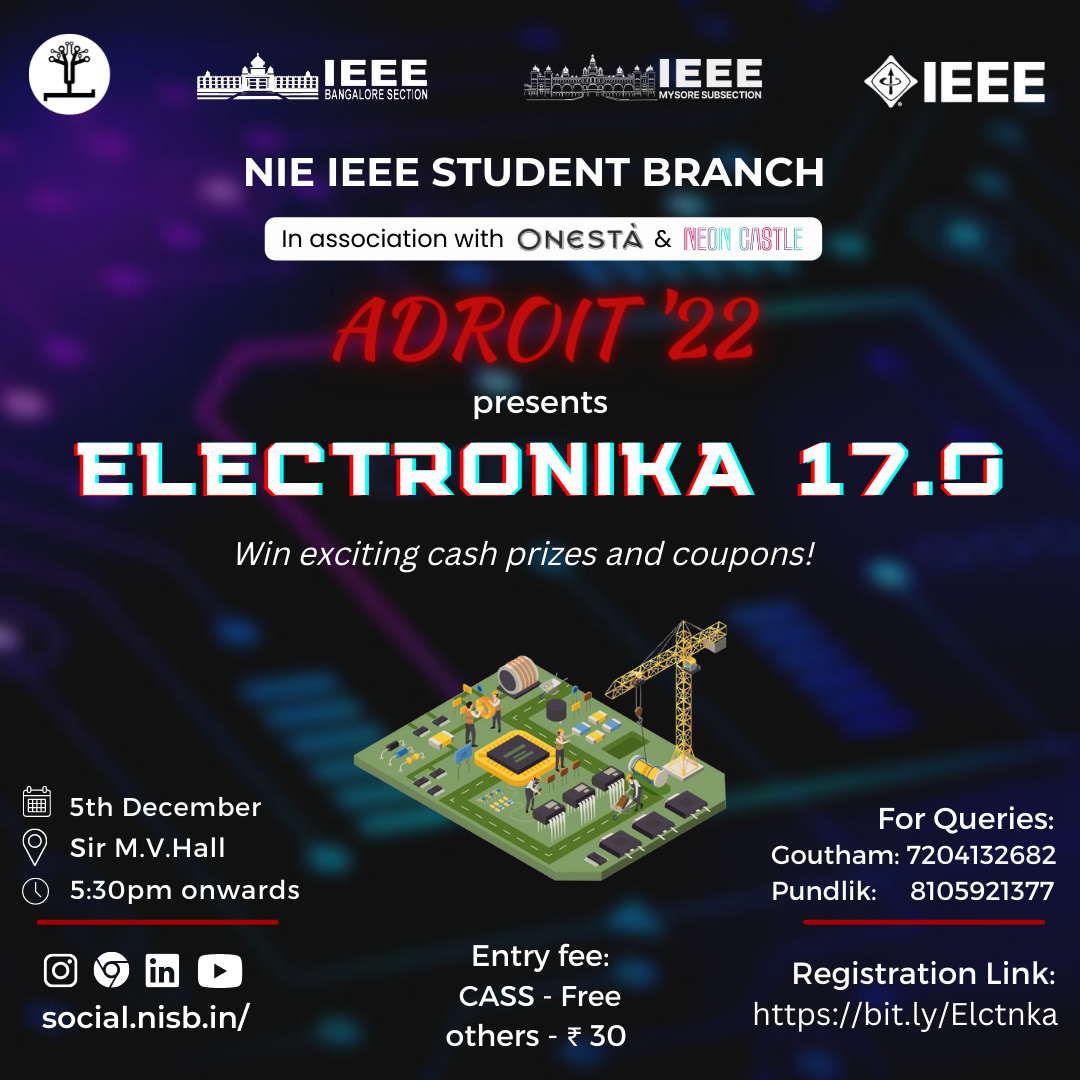 IEEE
BANGALORE SECTION
IEEE
MYSORE SUBSECTION
IEEE
NIE IEEE STUDENT BRANCH
In association with ONESTÀ & NEON CASTLE
ADROIT '22
presents
ELECTRONIKA 17.0
Win exciting cash prizes and coupons!
5th December
Sir M.V.Hall
5:30pm onwards
For Queries:
Goutham: 7204132682
Pundlik: 8105921377
social.nisb.in/
Entry fee:
CASS - Free
others - ₹ 30
Registration Link:
https://bit.ly/Elctnka